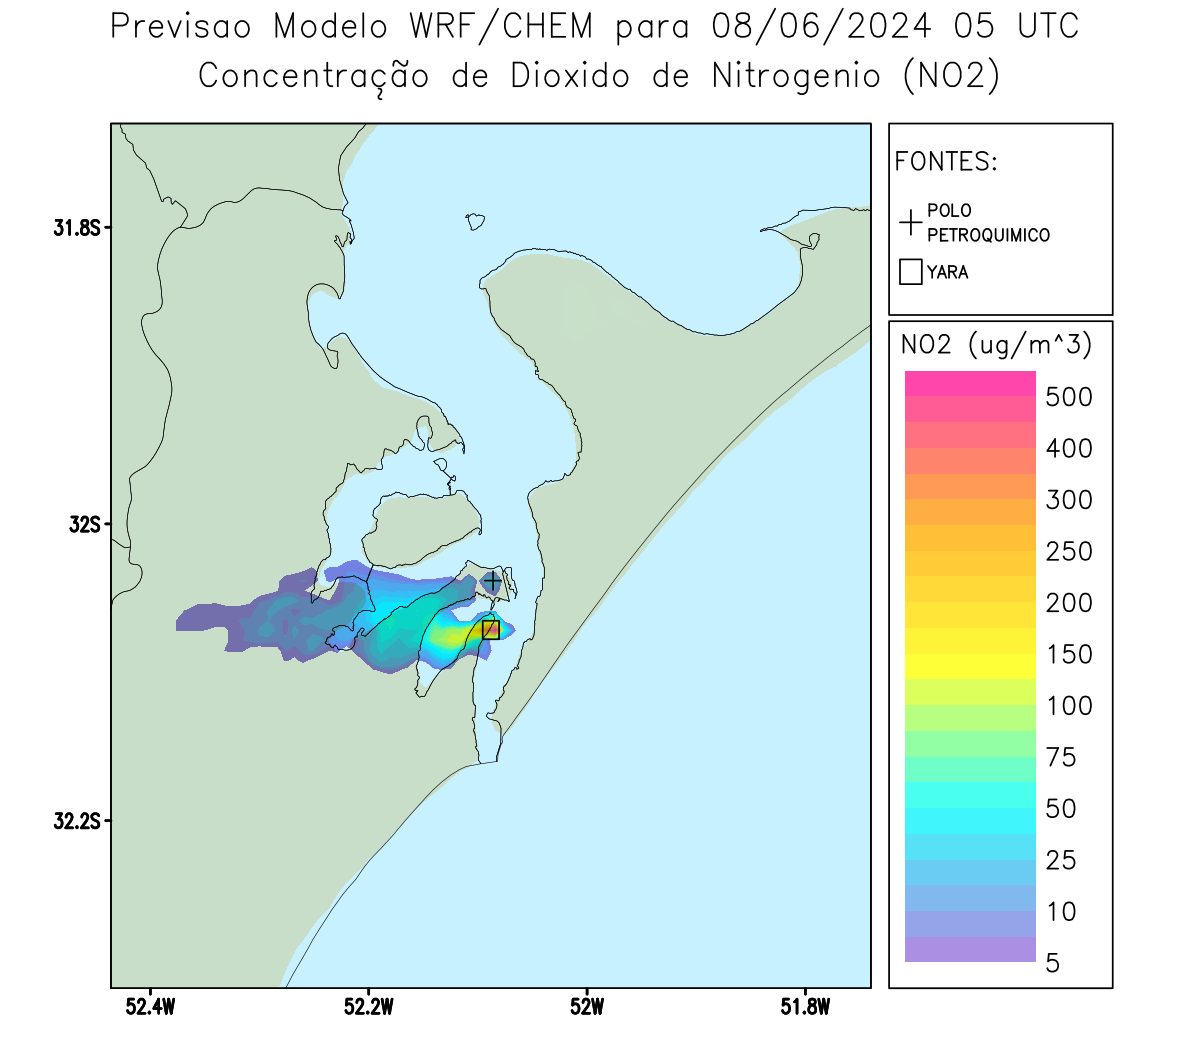 Previsao Modelo WRF/CHEM para 08/06/2024 05 UTC
Concentração de Dioxido de Nitrogenio (NO2)
FONTES:
POLO
PETROQUIMICO
YARA
NO2 (ug/m^3)
500
400
300
250
200
150
100
75
50
25
10
5
31.8S
32S
32.2S
52.4W
52.2W
52W
51.8W